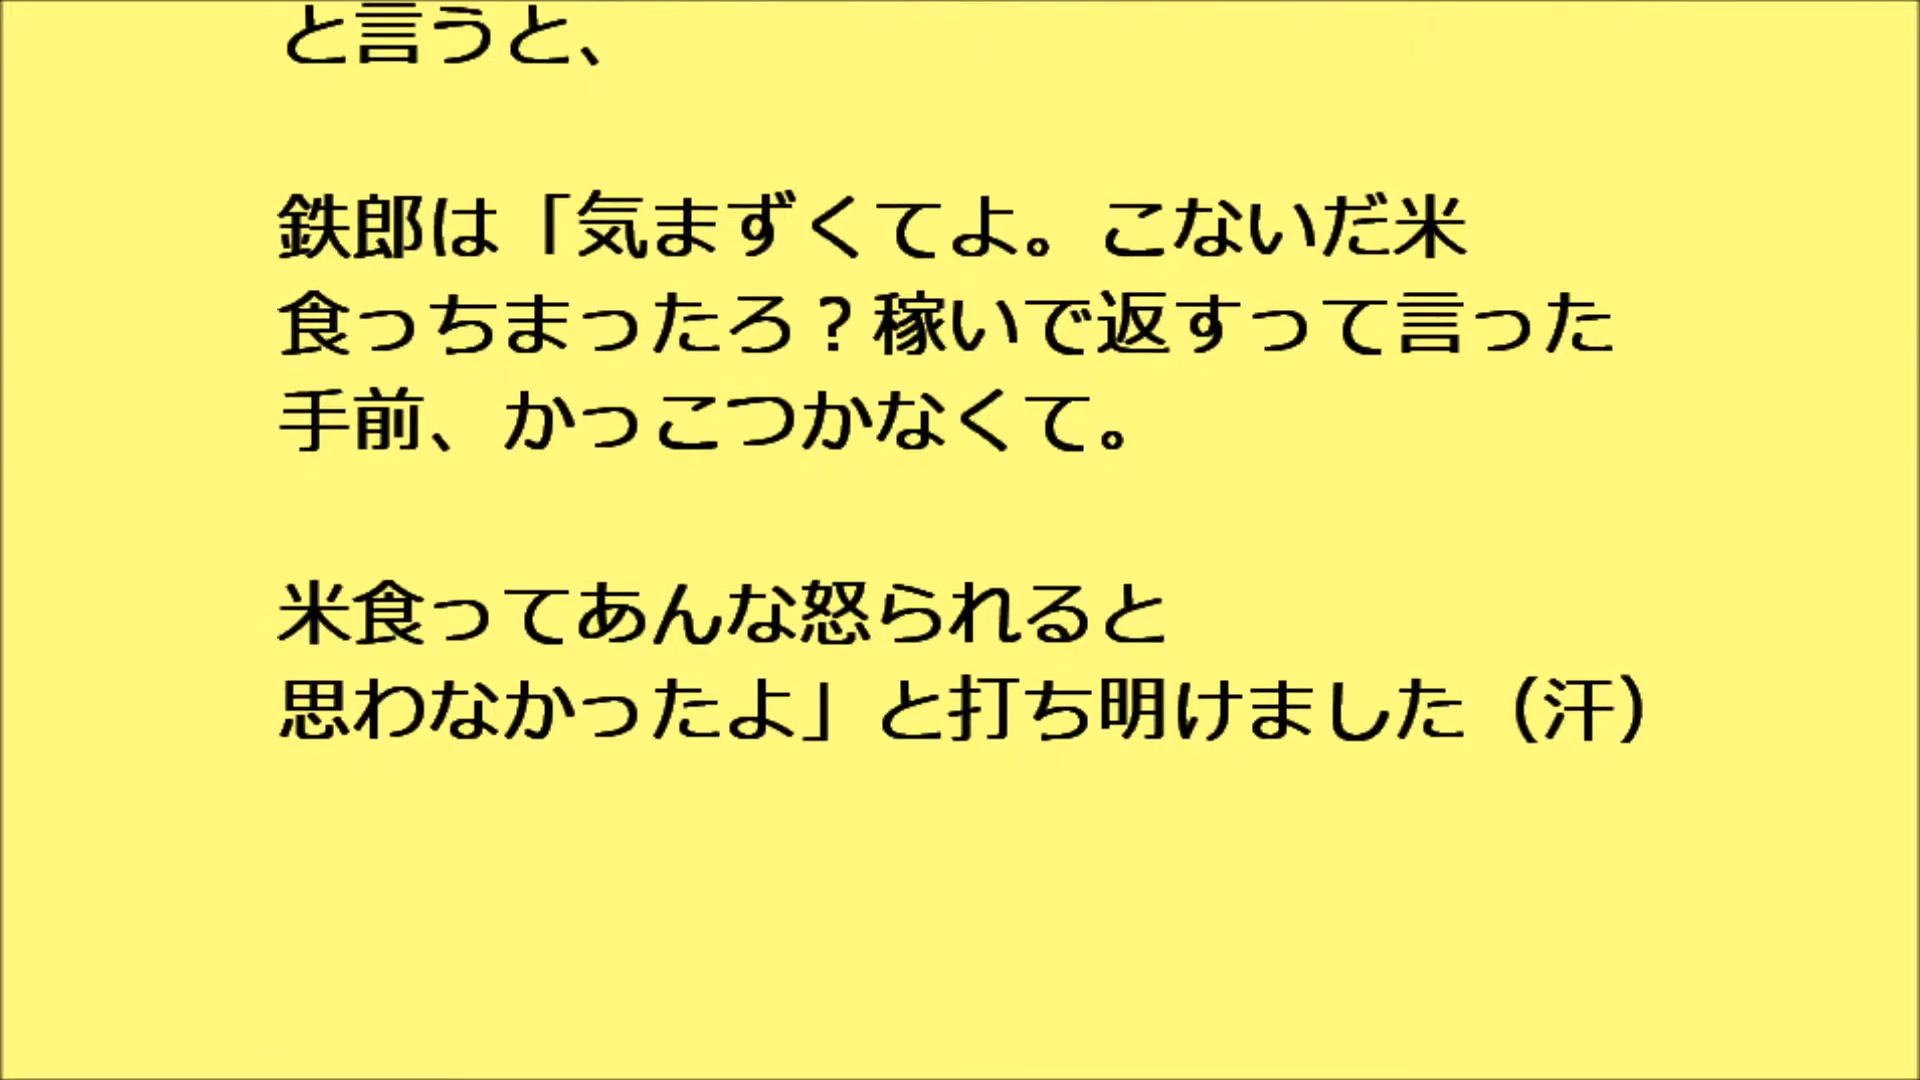 と言うと、
鉄郎は「気まずくてよ。こないだ米
食っちまったろ？稼いで返すって言った
手前、かっこつかなくて。
米食ってあんな怒られると
思わなかったよ」と打ち明けました（汗）